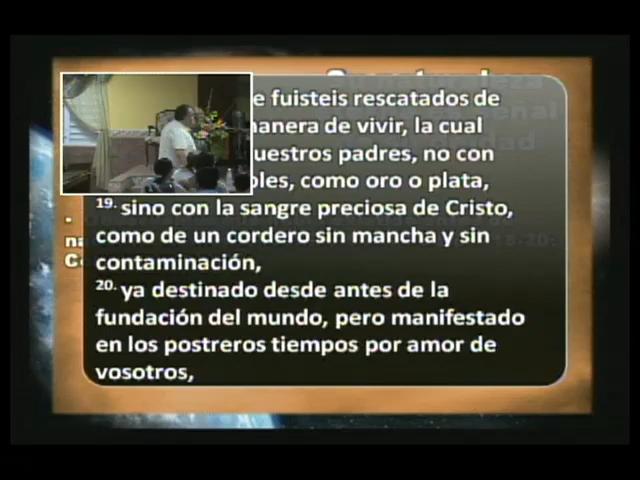 e fuisteis rescatados de
manera de vivir, la cual
uestros padres, no con
bles, como oro o plata,
19. sino con la sangre preciosa de Cristo,
como de un cordero sin mancha y sin
contaminación,
20. ya destinado desde antes de la
fundación del mundo, pero manifestado
en los postreros tiempos por amor de
vosotros,